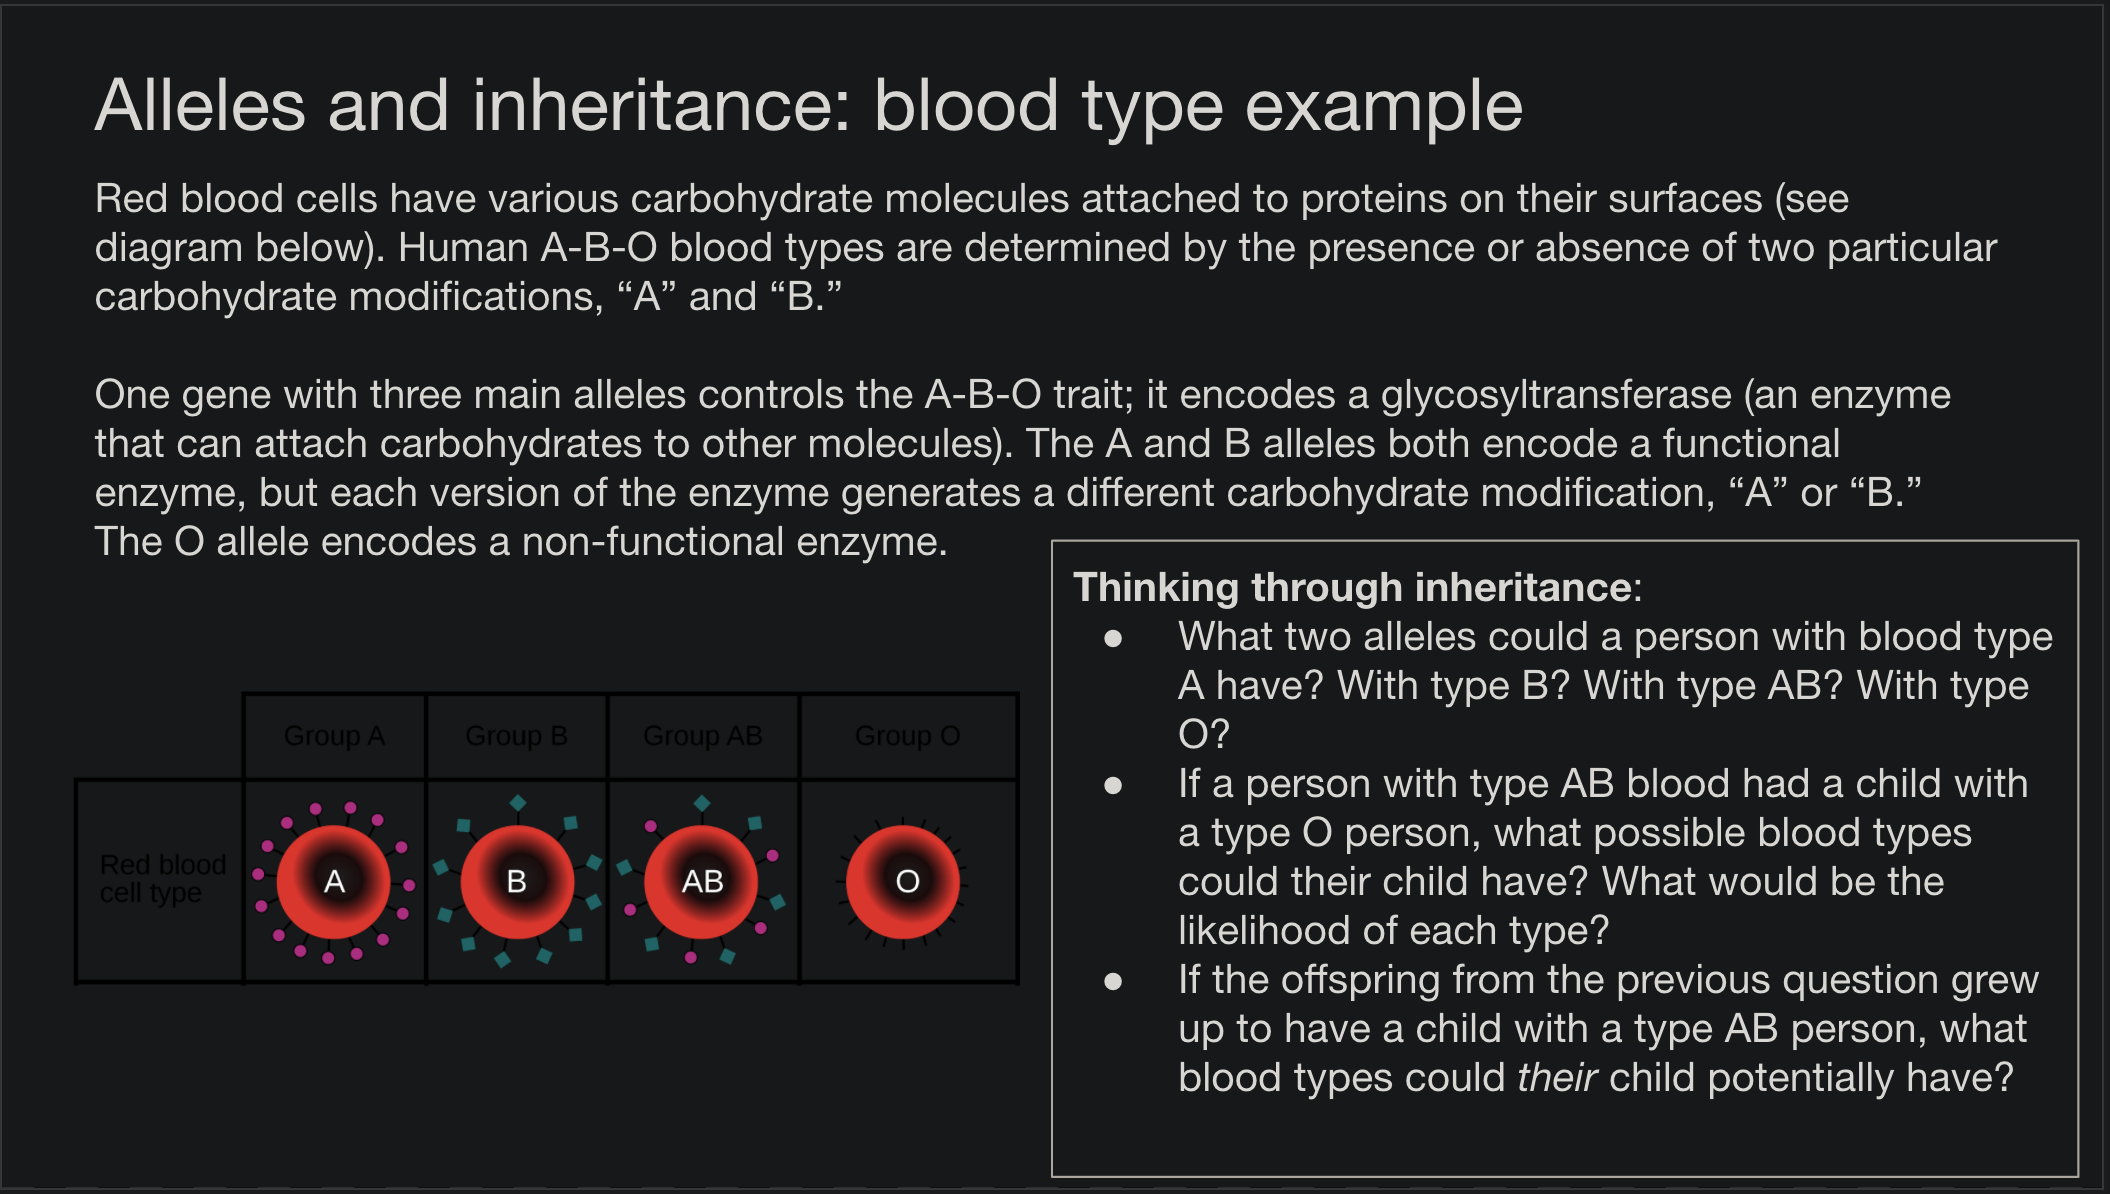 Alleles and inheritance: blood type example
Red blood cells have various carbohydrate molecules attached to proteins on their surfaces (see
diagram below). Human A-B-O blood types are determined by the presence or absence of two particular
carbohydrate modifications, “A” and “B.”
One gene with three main alleles controls the A-B-O trait; it encodes a glycosyltransferase (an enzyme
that can attach carbohydrates to other molecules). The A and B alleles both encode a functional
enzyme, but each version of the enzyme generates a different carbohydrate modification, “A” or “B.”
The O allele encodes a non-functional enzyme.
Group A
Group B
Group AB
Group O
Red blood
cell type
A
B
AB
O
Thinking through inheritance:
● What two alleles could a person with blood type
A have? With type B? With type AB? With type
O?
● If a person with type AB blood had a child with
a type O person, what possible blood types
could their child have? What would be the
likelihood of each type?
● If the offspring from the previous question grew
up to have a child with a type AB person, what
blood types could their child potentially have?